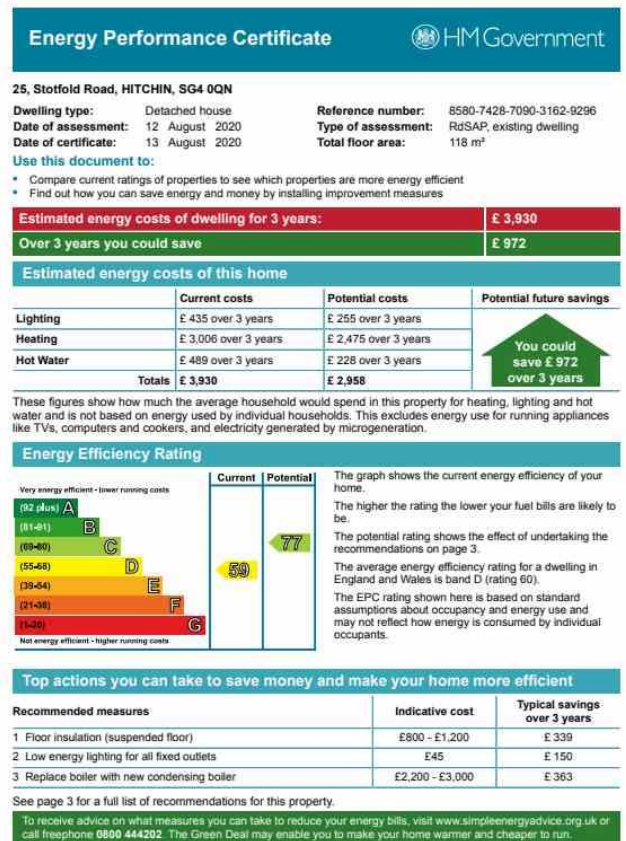 Energy Performance Certificate
HM Government
25, Stotfold Road, HITCHIN, SG4 0QN
Dwelling type: Detached house
Date of assessment: 12 August 2020
Date of certificate: 13 August 2020
Reference number: 8580-7428-7090-3162-9296
Type of assessment: RdSAP, existing dwelling
Total floor area: 118 m²
Use this document to:
• Compare current ratings of properties to see which properties are more energy efficient
• Find out how you can save energy and money by installing improvement measures
Estimated energy costs of dwelling for 3 years: £ 3,930
Over 3 years you could save £ 972
Estimated energy costs of this home
Current costs Potential costs Potential future savings
Lighting £ 435 over 3 years £ 255 over 3 years
Heating £ 3,006 over 3 years £ 2,475 over 3 years
Hot Water £ 489 over 3 years £ 228 over 3 years
Totals £ 3,930 £ 2,958
You could
save £ 972
over 3 years
These figures show how much the average household would spend in this property for heating, lighting and hot
water and is not based on energy used by individual households. This excludes energy use for running appliances
like TVs, computers and cookers, and electricity generated by microgeneration.
Energy Efficiency Rating
Current Potential
Very energy efficient - lower running costs
(92 plus) A
(81-91) B
(69-80) C
(55-68) D
(39-54) E
(21-38) F
(1-20) G
Not energy efficient - higher running costs
59
77
The graph shows the current energy efficiency of your
home.
The higher the rating the lower your fuel bills are likely to
be.
The potential rating shows the effect of undertaking the
recommendations on page 3.
The average energy efficiency rating for a dwelling in
England and Wales is band D (rating 60).
The EPC rating shown here is based on standard
assumptions about occupancy and energy use and
may not reflect how energy is consumed by individual
occupants.
Top actions you can take to save money and make your home more efficient
Recommended measures Indicative cost Typical savings
over 3 years
1 Floor insulation (suspended floor) £800 - £1,200 £ 339
2 Low energy lighting for all fixed outlets £45 £ 150
3 Replace boiler with new condensing boiler £2,200 - £3,000 £ 363
See page 3 for a full list of recommendations for this property.
To receive advice on what measures you can take to reduce your energy bills, visit www.simpleenergyadvice.org.uk or
call freephone 0800 444202. The Green Deal may enable you to make your home warmer and cheaper to run.